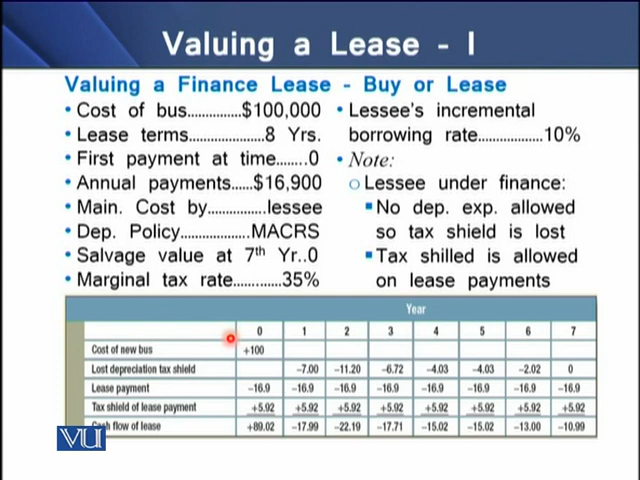 Valuing a Lease - I
Valuing a Finance Lease - Buy or Lease
• Cost of bus...............$100,000
• Lease terms.....................8 Yrs.
• First payment at time........0
• Annual payments......$16,900
• Main. Cost by................lessee
• Dep. Policy...................MACRS
• Salvage value at 7th Yr..0
• Marginal tax rate.............35%
• Lessee's incremental
borrowing rate..................10%
• Note:
o Lessee under finance:
▪ No dep. exp. allowed
so tax shield is lost
▪ Tax shilled is allowed
on lease payments
Year
0 1 2 3 4 5 6 7
Cost of new bus +100
Lost depreciation tax shield −7.00 −11.20 −6.72 −4.03 −4.03 −2.02 0
Lease payment −16.9 −16.9 −16.9 −16.9 −16.9 −16.9 −16.9 −16.9
Tax shield of lease payment +5.92 +5.92 +5.92 +5.92 +5.92 +5.92 +5.92 +5.92
Cash flow of lease +89.02 −17.99 −22.19 −17.71 −15.02 −15.02 −13.00 −10.99
VU